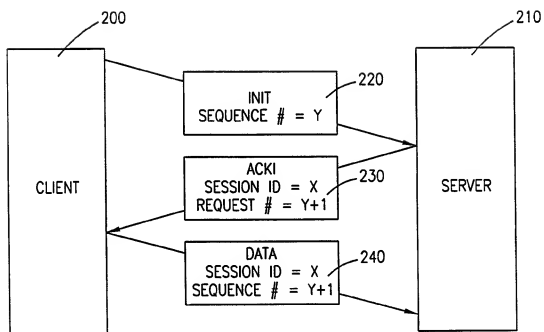 200
210
220
INIT
SEQUENCE # = Y
ACKI
SESSION ID = X
REQUEST # = Y+1
230
CLIENT
SERVER
DATA
SESSION ID = X
SEQUENCE # = Y+1
240